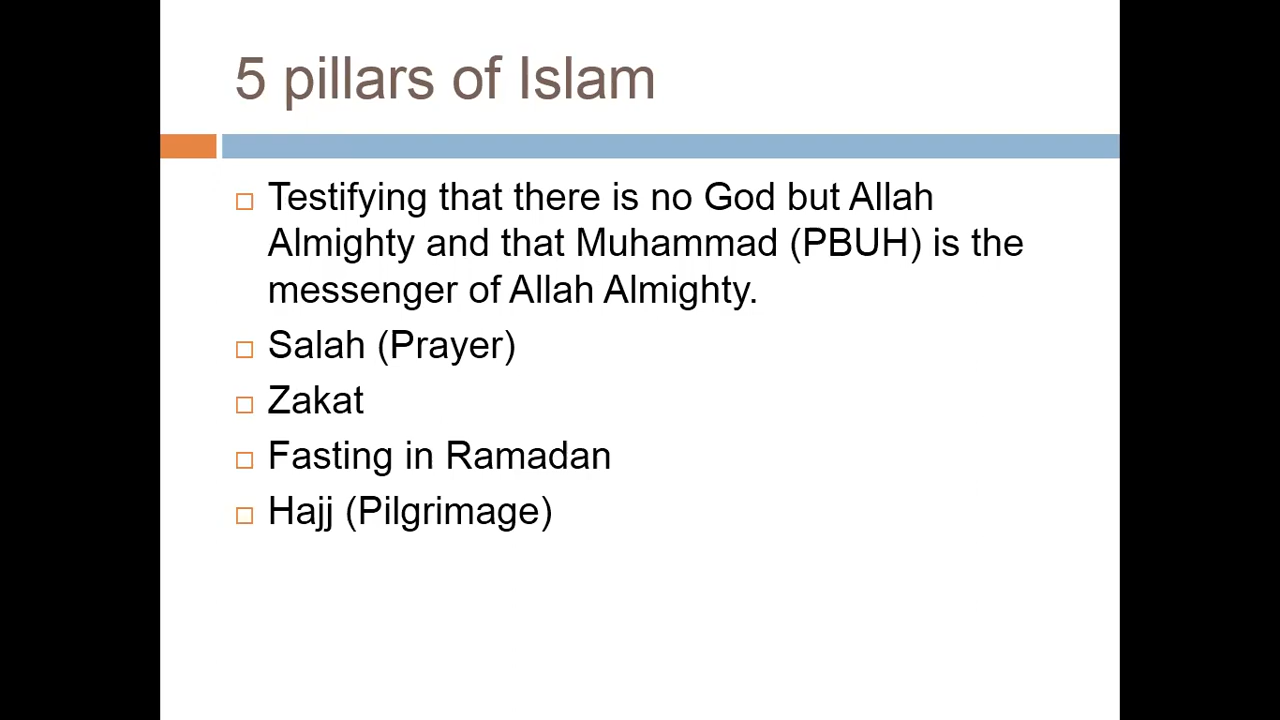 5 pillars of Islam
Testifying that there is no God but Allah
Almighty and that Muhammad (PBUH) is the
messenger of Allah Almighty.
Salah (Prayer)
Zakat
Fasting in Ramadan
Hajj (Pilgrimage)